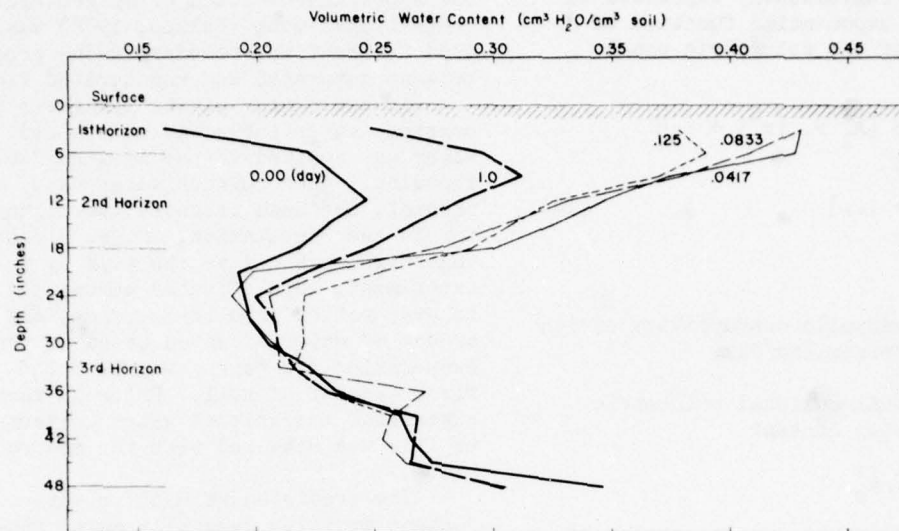 Volumetric Water Content (cm³ H₂O/cm³ soil)
0.15 0.20 0.25 0.30 0.35 0.40 0.45
Surface
0
1st Horizon
.125 .0833
6
0.00 (day) 1.0 .0417
12
2nd Horizon
18
24
30
3rd Horizon
36
42
48
Depth (inches)